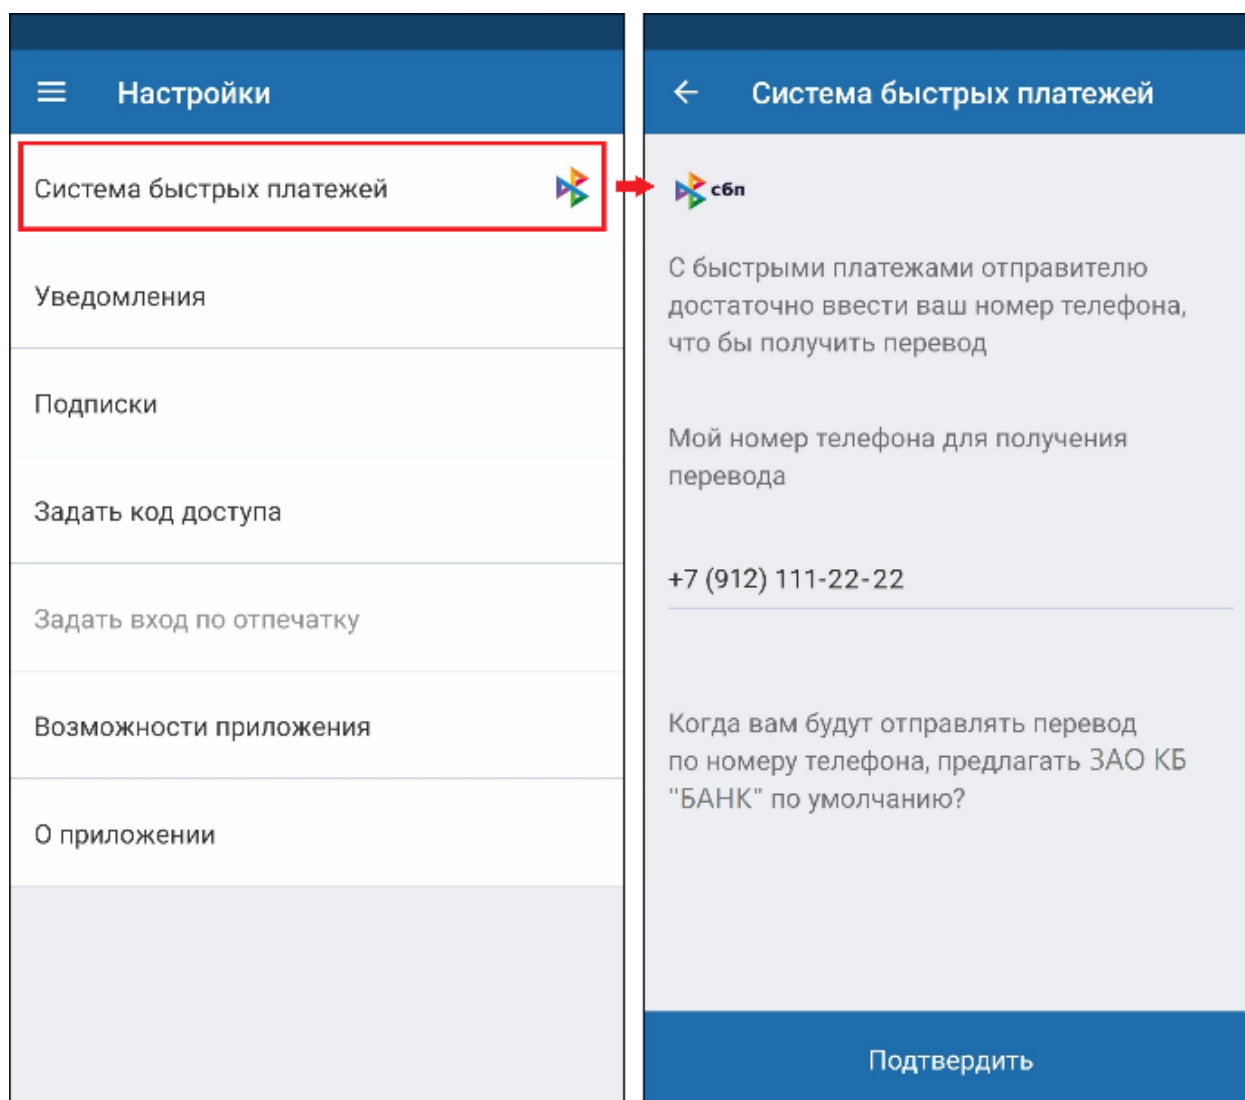 Настройки
Система быстрых платежей
Уведомления
Подписки
Задать код доступа
Задать вход по отпечатку
Возможности приложения
О приложении
Система быстрых платежей
сбп
С быстрыми платежами отправителю
достаточно ввести ваш номер телефона,
что бы получить перевод
Мой номер телефона для получения
перевода
+7 (912) 111-22-22
Когда вам будут отправлять перевод
по номеру телефона, предлагать ЗАО КБ
"БАНК" по умолчанию?
Подтвердить